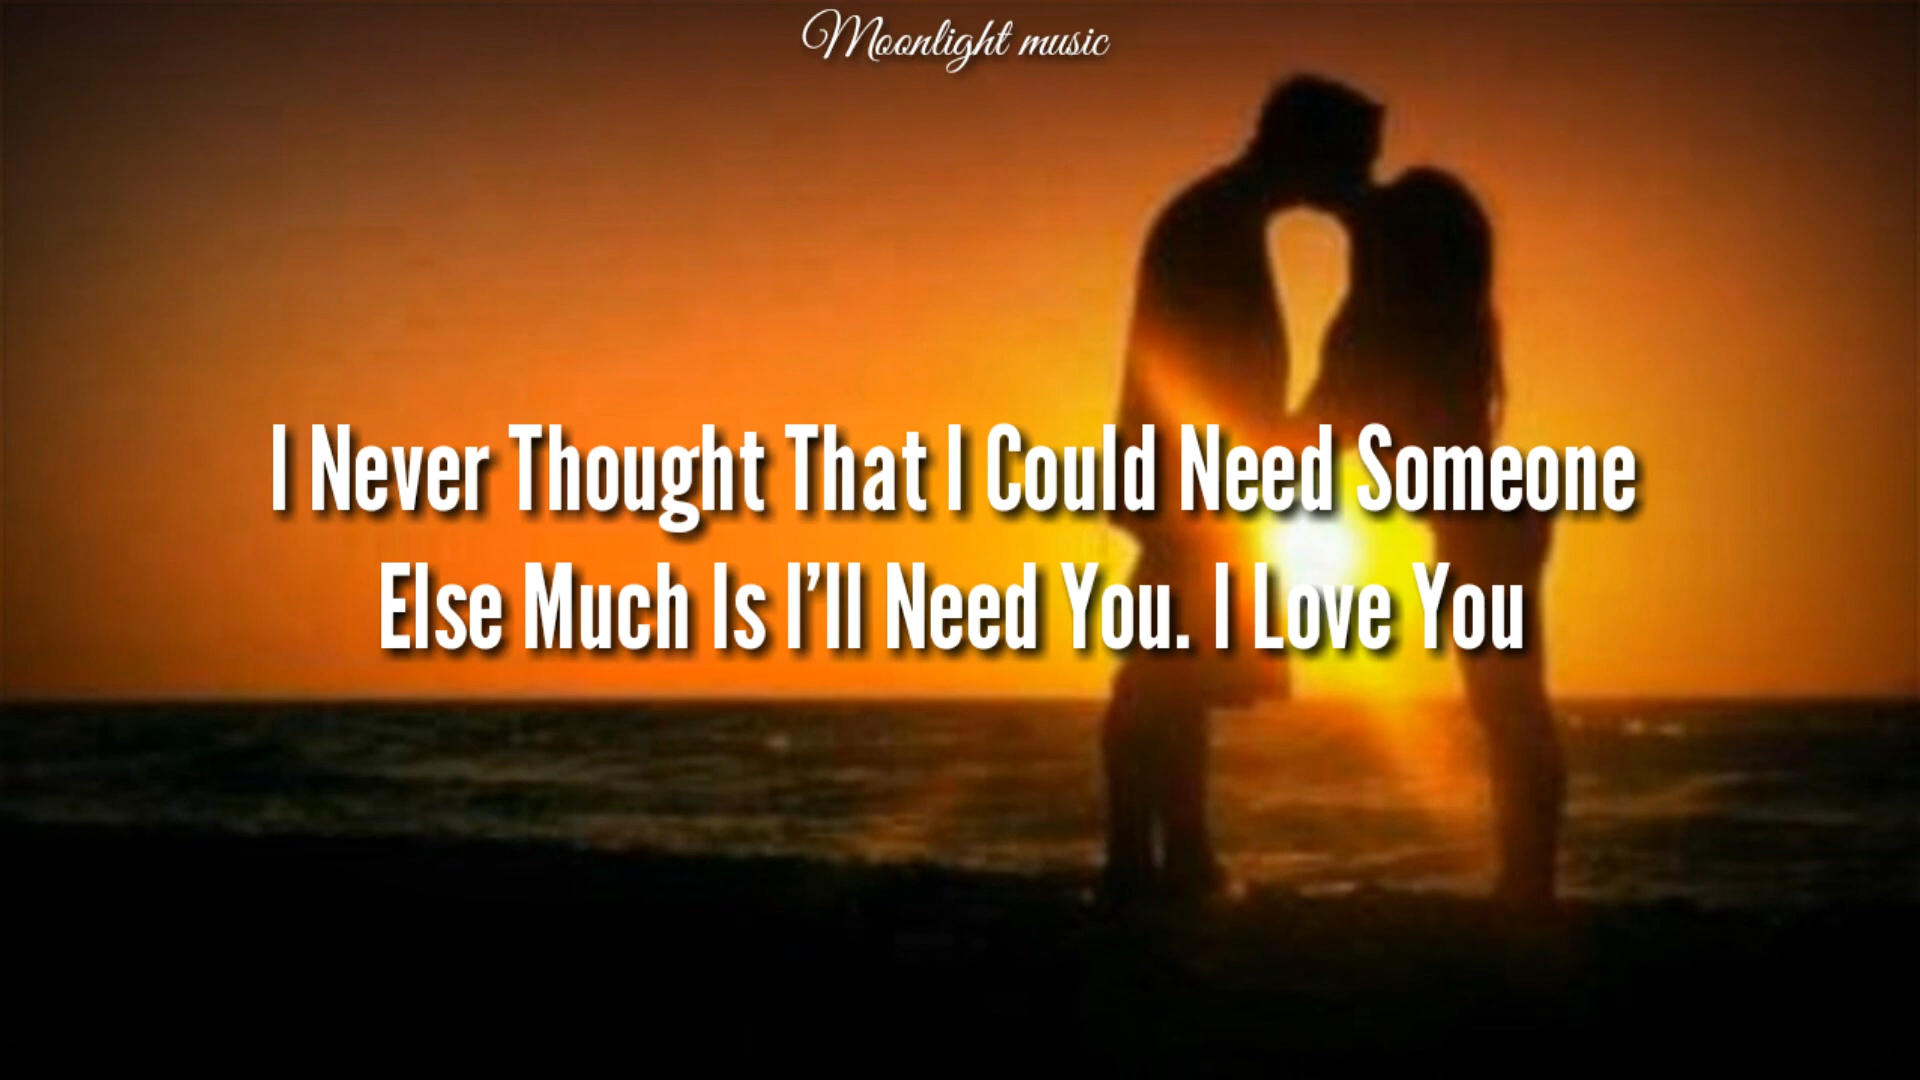 Moonlight music
I Never Thought That I Could Need Someone
Else Much Is I’ll Need You. I Love You